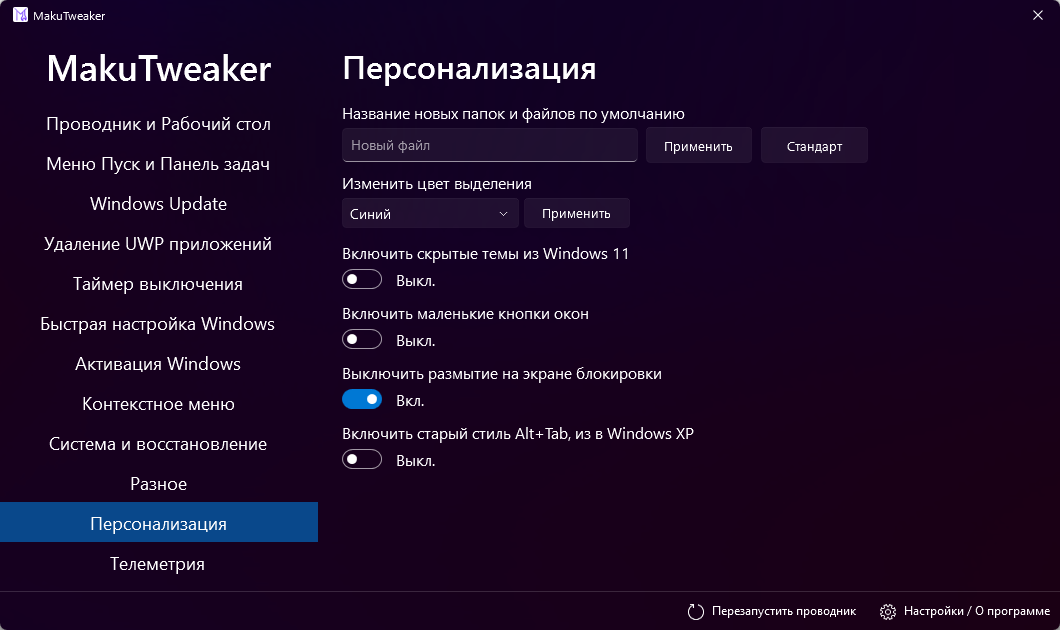 MakuTweaker
MakuTweaker
Проводник и Рабочий стол
Меню Пуск и Панель задач
Windows Update
Удаление UWP приложений
Таймер выключения
Быстрая настройка Windows
Активация Windows
Контекстное меню
Система и восстановление
Разное
Персонализация
Телеметрия
Персонализация
Название новых папок и файлов по умолчанию
Новый файл Применить Стандарт
Изменить цвет выделения
Синий Применить
Включить скрытые темы из Windows 11
Выкл.
Включить маленькие кнопки окон
Выкл.
Выключить размытие на экране блокировки
Вкл.
Включить старый стиль Alt+Tab, из в Windows XP
Выкл.
Перезапустить проводник Настройки / О программе